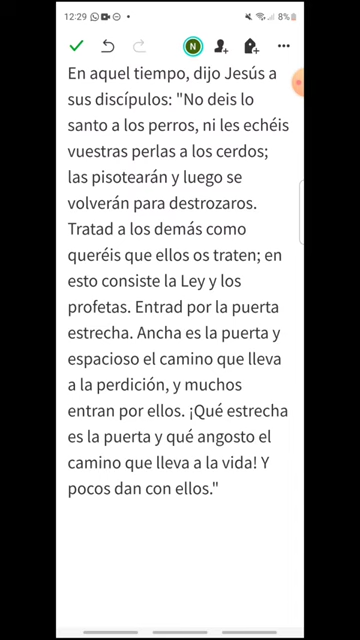 12:29
8%
N
En aquel tiempo, dijo Jesús a
sus discípulos: "No deis lo
santo a los perros, ni les echéis
vuestras perlas a los cerdos;
las pisotearán y luego se
volverán para destrozaros.
Tratad a los demás como
queréis que ellos os traten; en
esto consiste la Ley y los
profetas. Entrad por la puerta
estrecha. Ancha es la puerta y
espacioso el camino que lleva
a la perdición, y muchos
entran por ellos. ¡Qué estrecha
es la puerta y qué angosto el
camino que lleva a la vida! Y
pocos dan con ellos."